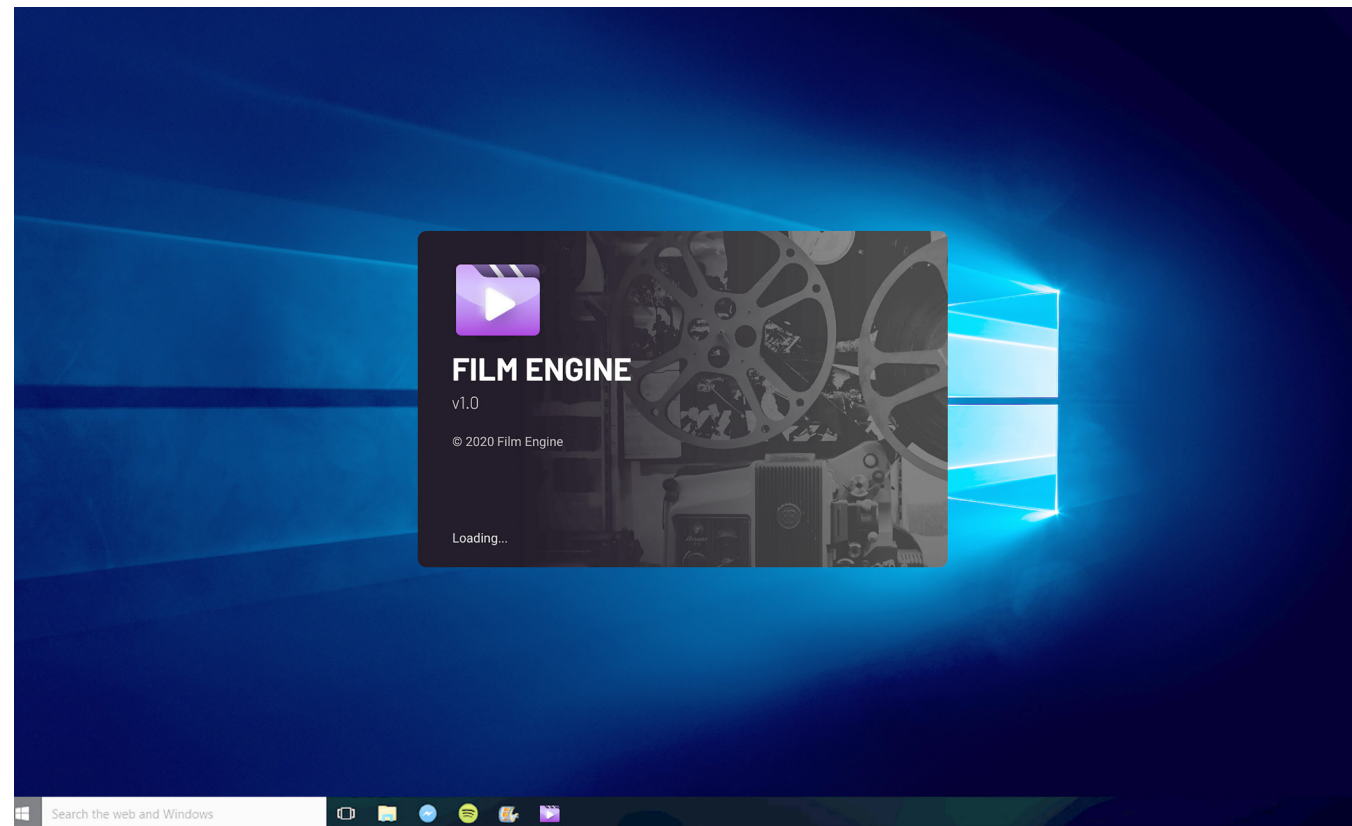 FILM ENGINE
v1.0
© 2020 Film Engine
Loading...
Search the web and Windows